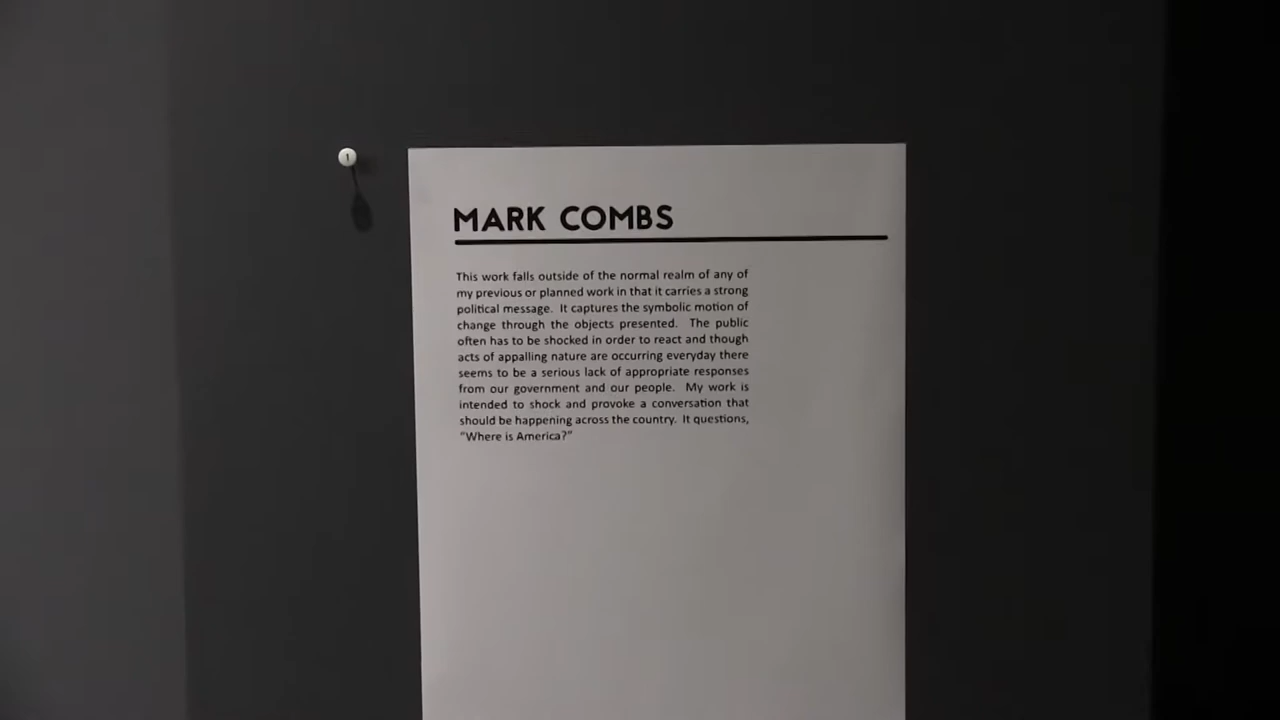 1
MARK COMBS
This work falls outside of the normal realm of any of
my previous or planned work in that it carries a strong
political message.  It captures the symbolic motion of
change through the objects presented.  The public
often has to be shocked in order to react and though
acts of appalling nature are occurring everyday there
seems to be a serious lack of appropriate responses
from our government and our people.  My work is
intended to shock and provoke a conversation that
should be happening across the country.  It questions,
“Where is America?”